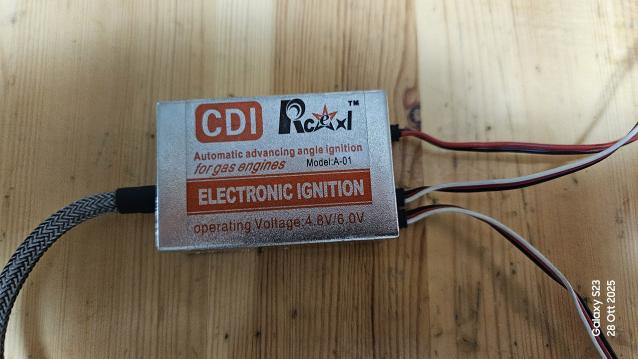 CDI Rcexl ™
Automatic advancing angle ignition
for gas engines Model:A-01
ELECTRONIC IGNITION
operating Voltage:4.8V/6.0V
Galaxy S23
28 Ott 2025